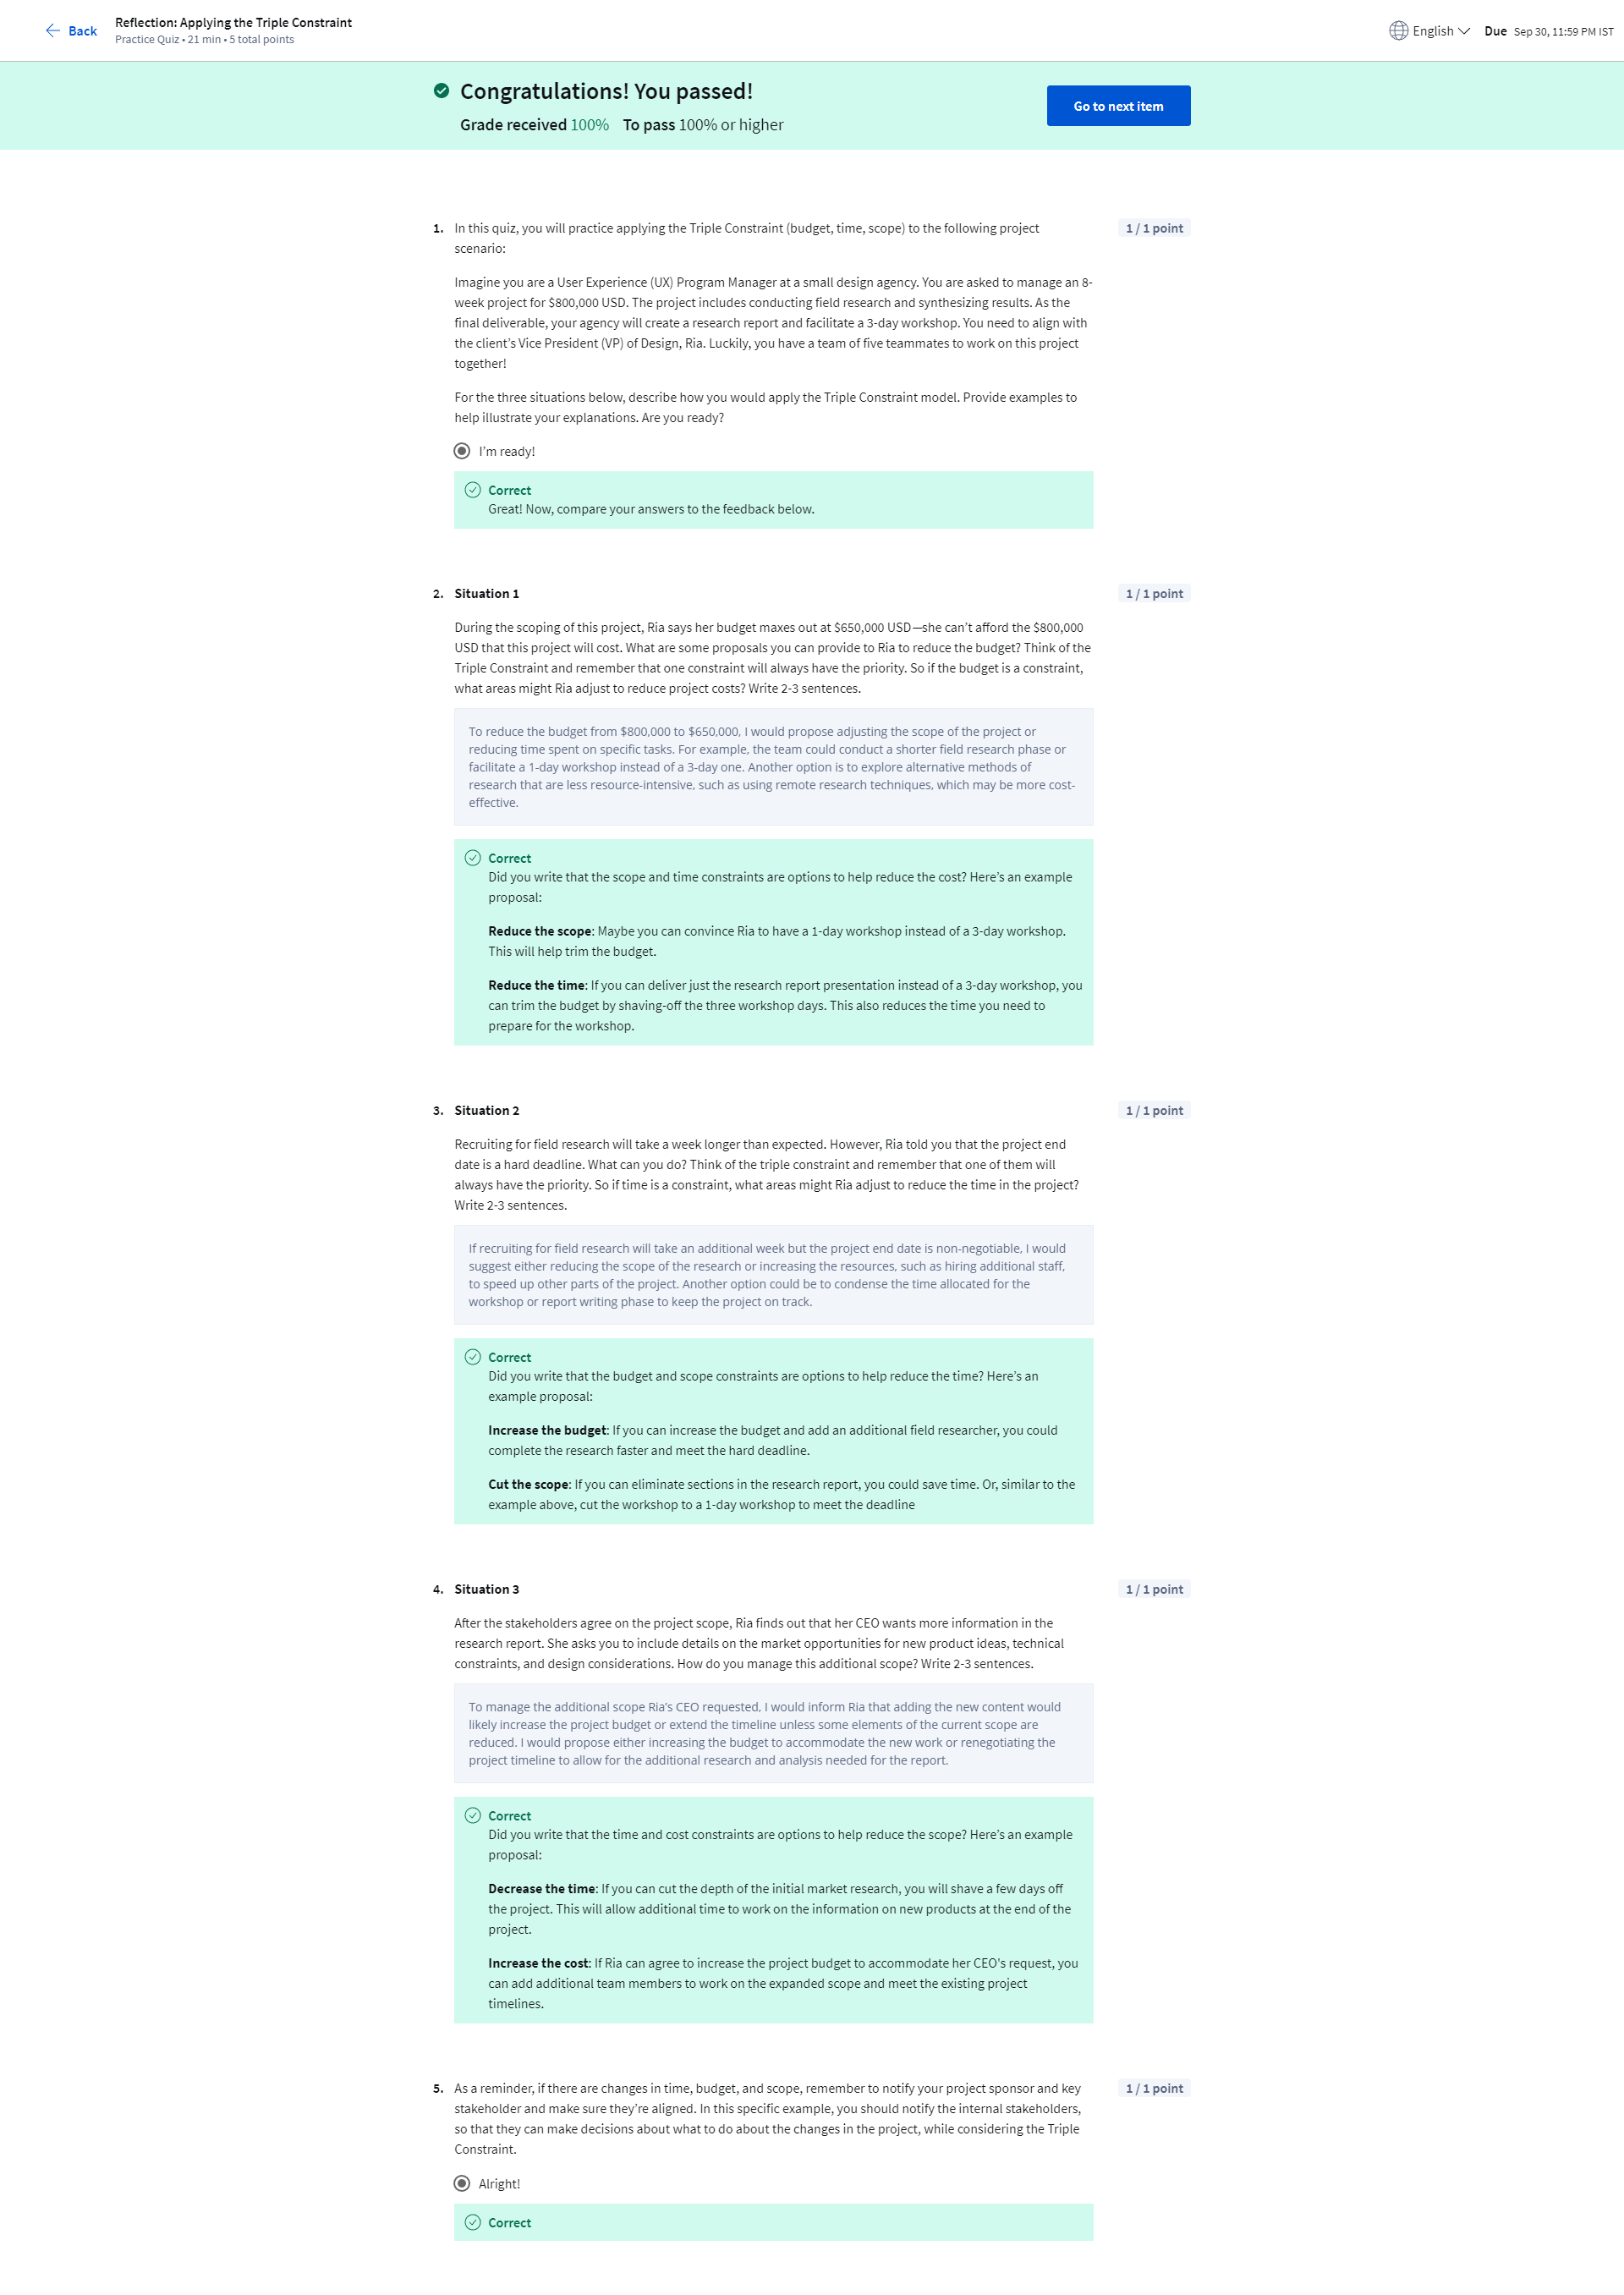 Back
Reflection: Applying the Triple Constraint
Practice Quiz • 21 min • 5 total points
English
Due Sep 30, 11:59 PM IST
Congratulations! You passed!
Grade received 100% To pass 100% or higher
Go to next item
1. In this quiz, you will practice applying the Triple Constraint (budget, time, scope) to the following project
scenario:
1 / 1 point
Imagine you are a User Experience (UX) Program Manager at a small design agency. You are asked to manage an 8-
week project for $800,000 USD. The project includes conducting field research and synthesizing results. As the
final deliverable, your agency will create a research report and facilitate a 3-day workshop. You need to align with
the client’s Vice President (VP) of Design, Ria. Luckily, you have a team of five teammates to work on this project
together!
For the three situations below, describe how you would apply the Triple Constraint model. Provide examples to
help illustrate your explanations. Are you ready?
I’m ready!
Correct
Great! Now, compare your answers to the feedback below.
2. Situation 1
1 / 1 point
During the scoping of this project, Ria says her budget maxes out at $650,000 USD—she can’t afford the $800,000
USD that this project will cost. What are some proposals you can provide to Ria to reduce the budget? Think of the
Triple Constraint and remember that one constraint will always have the priority. So if the budget is a constraint,
what areas might Ria adjust to reduce project costs? Write 2-3 sentences.
To reduce the budget from $800,000 to $650,000, I would propose adjusting the scope of the project or
reducing time spent on specific tasks. For example, the team could conduct a shorter field research phase or
facilitate a 1-day workshop instead of a 3-day one. Another option is to explore alternative methods of
research that are less resource-intensive, such as using remote research techniques, which may be more cost-
effective.
Correct
Did you write that the scope and time constraints are options to help reduce the cost? Here’s an example
proposal:
Reduce the scope: Maybe you can convince Ria to have a 1-day workshop instead of a 3-day workshop.
This will help trim the budget.
Reduce the time: If you can deliver just the research report presentation instead of a 3-day workshop, you
can trim the budget by shaving-off the three workshop days. This also reduces the time you need to
prepare for the workshop.
3. Situation 2
1 / 1 point
Recruiting for field research will take a week longer than expected. However, Ria told you that the project end
date is a hard deadline. What can you do? Think of the triple constraint and remember that one of them will
always have the priority. So if time is a constraint, what areas might Ria adjust to reduce the time in the project?
Write 2-3 sentences.
If recruiting for field research will take an additional week but the project end date is non-negotiable, I would
suggest either reducing the scope of the research or increasing the resources, such as hiring additional staff,
to speed up other parts of the project. Another option could be to condense the time allocated for the
workshop or report writing phase to keep the project on track.
Correct
Did you write that the budget and scope constraints are options to help reduce the time? Here’s an
example proposal:
Increase the budget: If you can increase the budget and add an additional field researcher, you could
complete the research faster and meet the hard deadline.
Cut the scope: If you can eliminate sections in the research report, you could save time. Or, similar to the
example above, cut the workshop to a 1-day workshop to meet the deadline
4. Situation 3
1 / 1 point
After the stakeholders agree on the project scope, Ria finds out that her CEO wants more information in the
research report. She asks you to include details on the market opportunities for new product ideas, technical
constraints, and design considerations. How do you manage this additional scope? Write 2-3 sentences.
To manage the additional scope Ria's CEO requested, I would inform Ria that adding the new content would
likely increase the project budget or extend the timeline unless some elements of the current scope are
reduced. I would propose either increasing the budget to accommodate the new work or renegotiating the
project timeline to allow for the additional research and analysis needed for the report.
Correct
Did you write that the time and cost constraints are options to help reduce the scope? Here’s an example
proposal:
Decrease the time: If you can cut the depth of the initial market research, you will shave a few days off
the project. This will allow additional time to work on the information on new products at the end of the
project.
Increase the cost: If Ria can agree to increase the project budget to accommodate her CEO's request, you
can add additional team members to work on the expanded scope and meet the existing project
timelines.
5. As a reminder, if there are changes in time, budget, and scope, remember to notify your project sponsor and key
stakeholder and make sure they’re aligned. In this specific example, you should notify the internal stakeholders,
so that they can make decisions about what to do about the changes in the project, while considering the Triple
Constraint.
1 / 1 point
Alright!
Correct